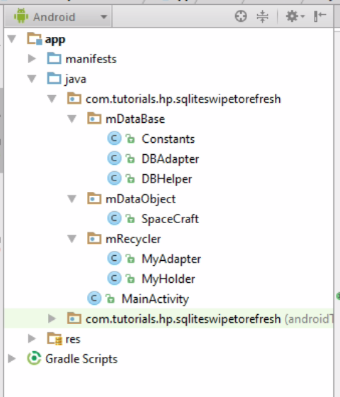 Android
app
manifests
java
com.tutorials.hp.sqliteswipetorefresh
mDataBase
C Constants
C DBAdapter
C DBHelper
mDataObject
C SpaceCraft
mRecycler
C MyAdapter
C MyHolder
C MainActivity
com.tutorials.hp.sqliteswipetorefresh (androidT
res
Gradle Scripts